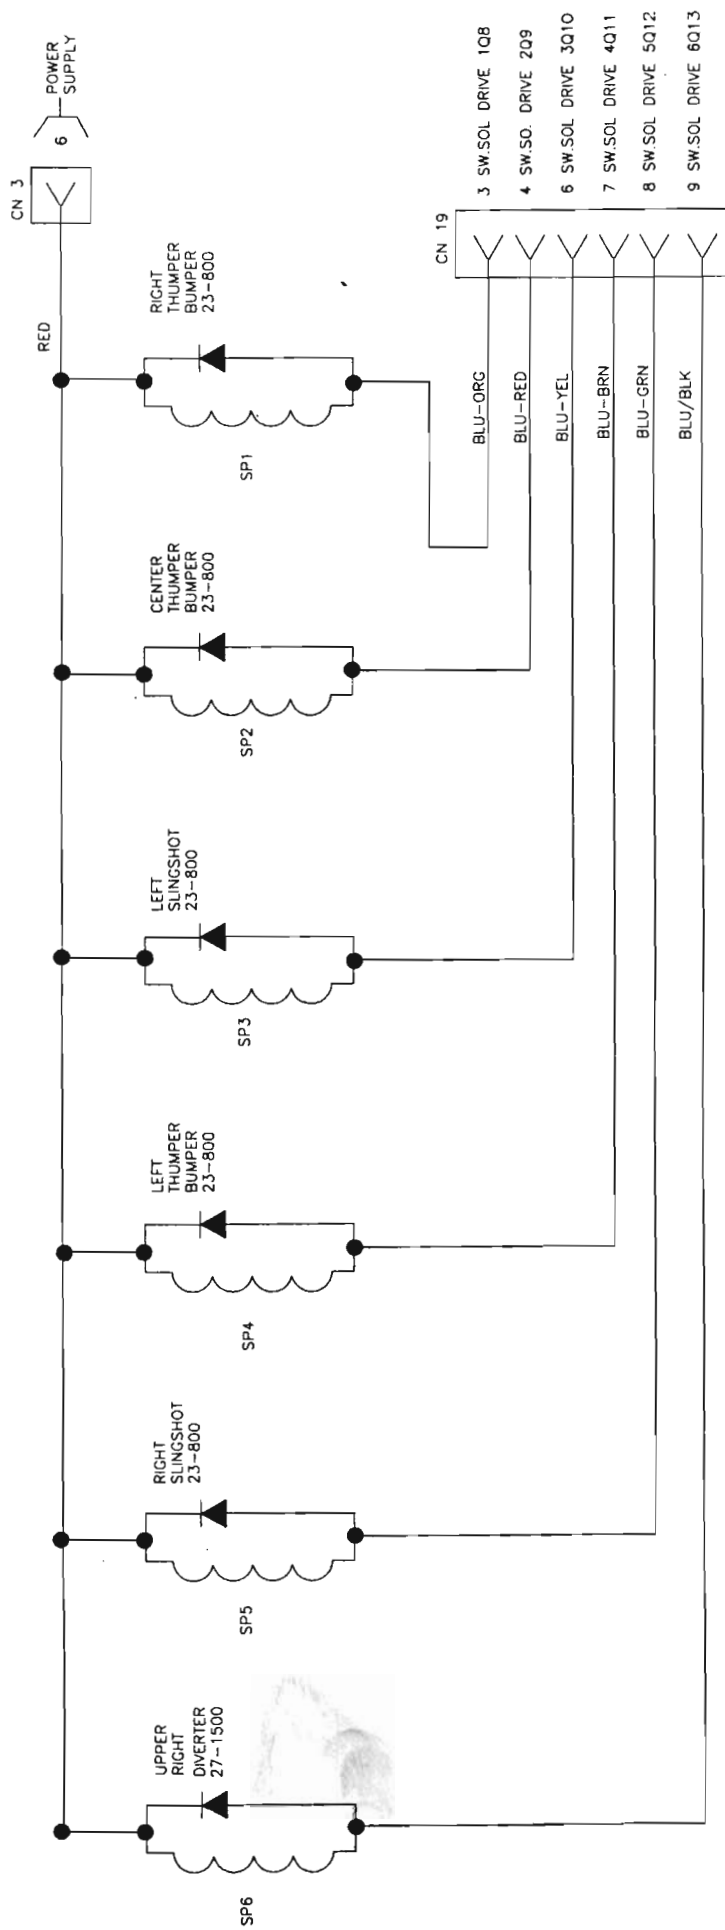 CN 3
6
POWER
SUPPLY
RED
RIGHT
THUMPER
BUMPER
23-800
SP1
CENTER
THUMPER
BUMPER
23-800
SP2
LEFT
SLINGSHOT
23-800
SP3
LEFT
THUMPER
BUMPER
23-800
SP4
RIGHT
SLINGSHOT
23-800
SP5
UPPER
RIGHT
DIVERTER
27-1500
SP6
CN 19
BLU-ORG
3 SW.SOL DRIVE 1Q8
BLU-RED
4 SW.SO. DRIVE 2Q9
BLU-YEL
6 SW.SOL DRIVE 3Q10
BLU-BRN
7 SW.SOL DRIVE 4Q11
BLU-GRN
8 SW.SOL DRIVE 5Q12
BLU/BLK
9 SW.SOL DRIVE 6Q13